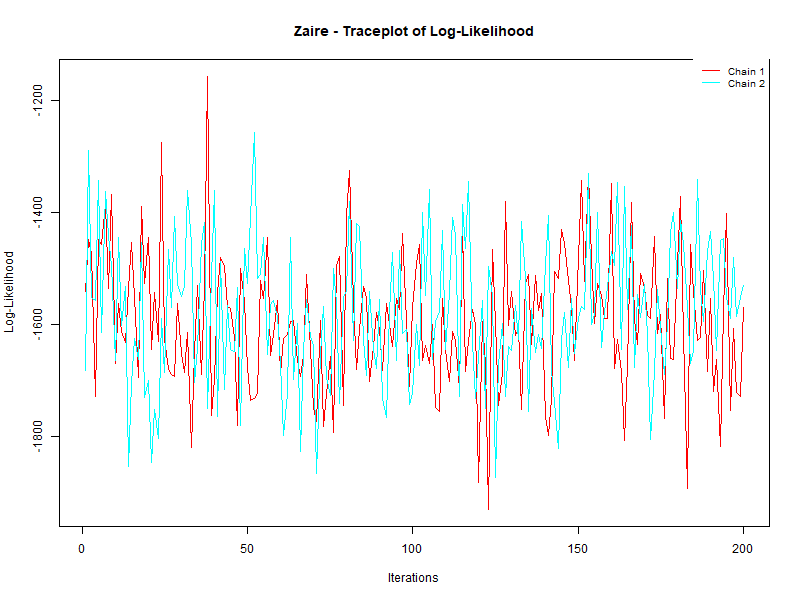 Zaire - Traceplot of Log-Likelihood
Chain 1
Chain 2
Log-Likelihood
-1200
-1400
-1600
-1800
0 50 100 150 200
Iterations